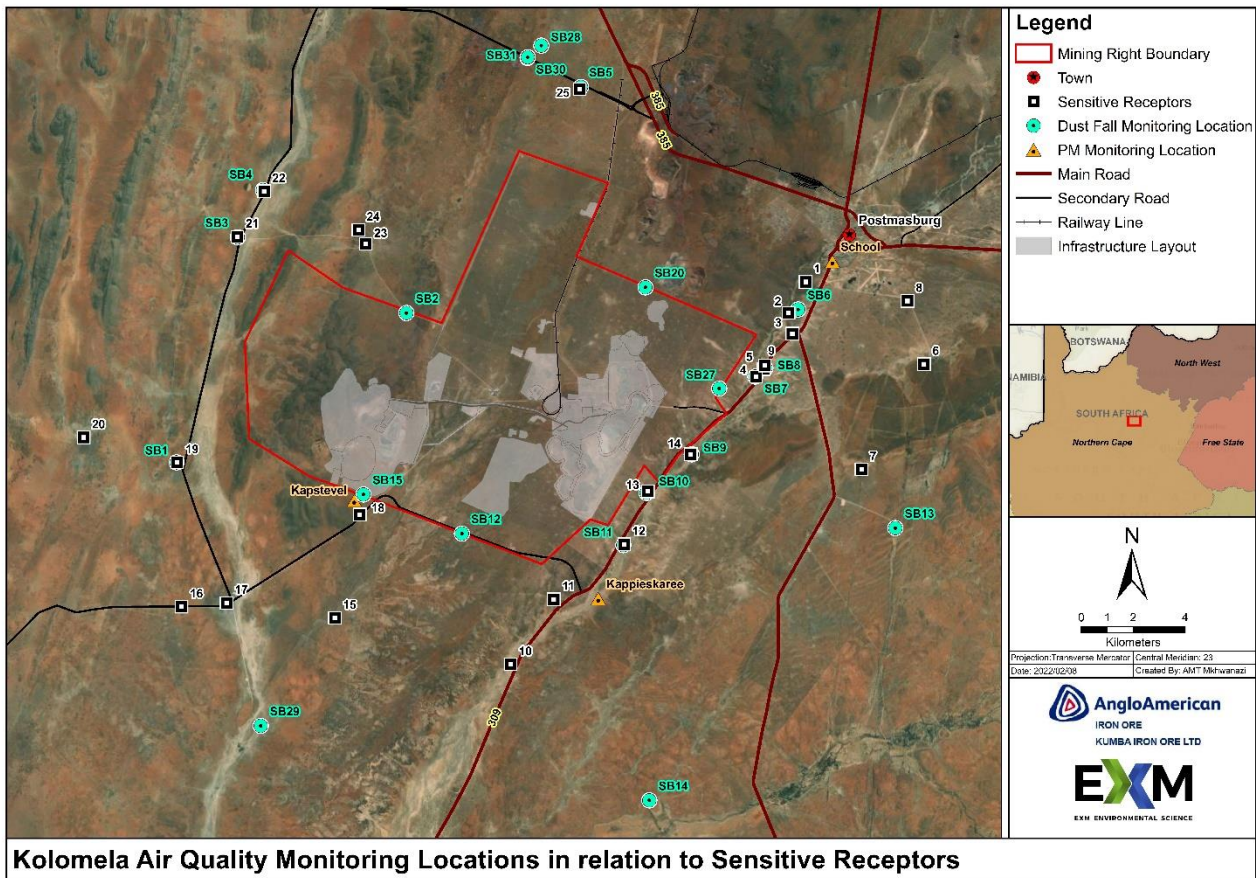 SB28
SB31
SB30
SB5
25
385
385
SB4
22
SB3
21
24
23
Postmasburg
School
SB20
1
8
SB2
2
SB6
3
6
9
5
SB8
4
SB7
SB27
20
19
SB1
14
SB9
7
SB15
13
SB10
Kapstevel
18
SB12
SB11
12
SB13
16
17
11
Kappieskaree
15
10
309
SB29
SB14
Legend
Mining Right Boundary
Town
Sensitive Receptors
Dust Fall Monitoring Location
PM Monitoring Location
Main Road
Secondary Road
Railway Line
Infrastructure Layout
BOTSWANA
NAMIBIA
North West
SOUTH AFRICA
Northern Cape
Free State
N
0 1 2 4
Kilometers
Projection:Transverse Mercator Central Meridian: 23
Date: 2022/02/08 Created By: AMT Mkhwanazi
AngloAmerican
IRON ORE
KUMBA IRON ORE LTD
EXM
EXM ENVIRONMENTAL SCIENCE
Kolomela Air Quality Monitoring Locations in relation to Sensitive Receptors